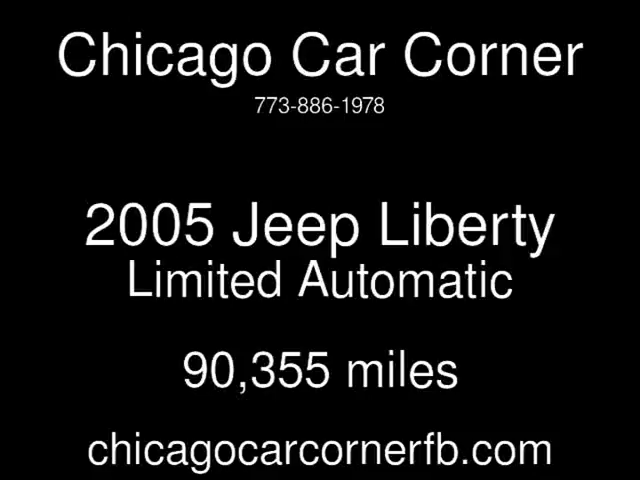 Chicago Car Corner
773-886-1978
2005 Jeep Liberty
Limited Automatic
90,355 miles
chicagocarcornerfb.com